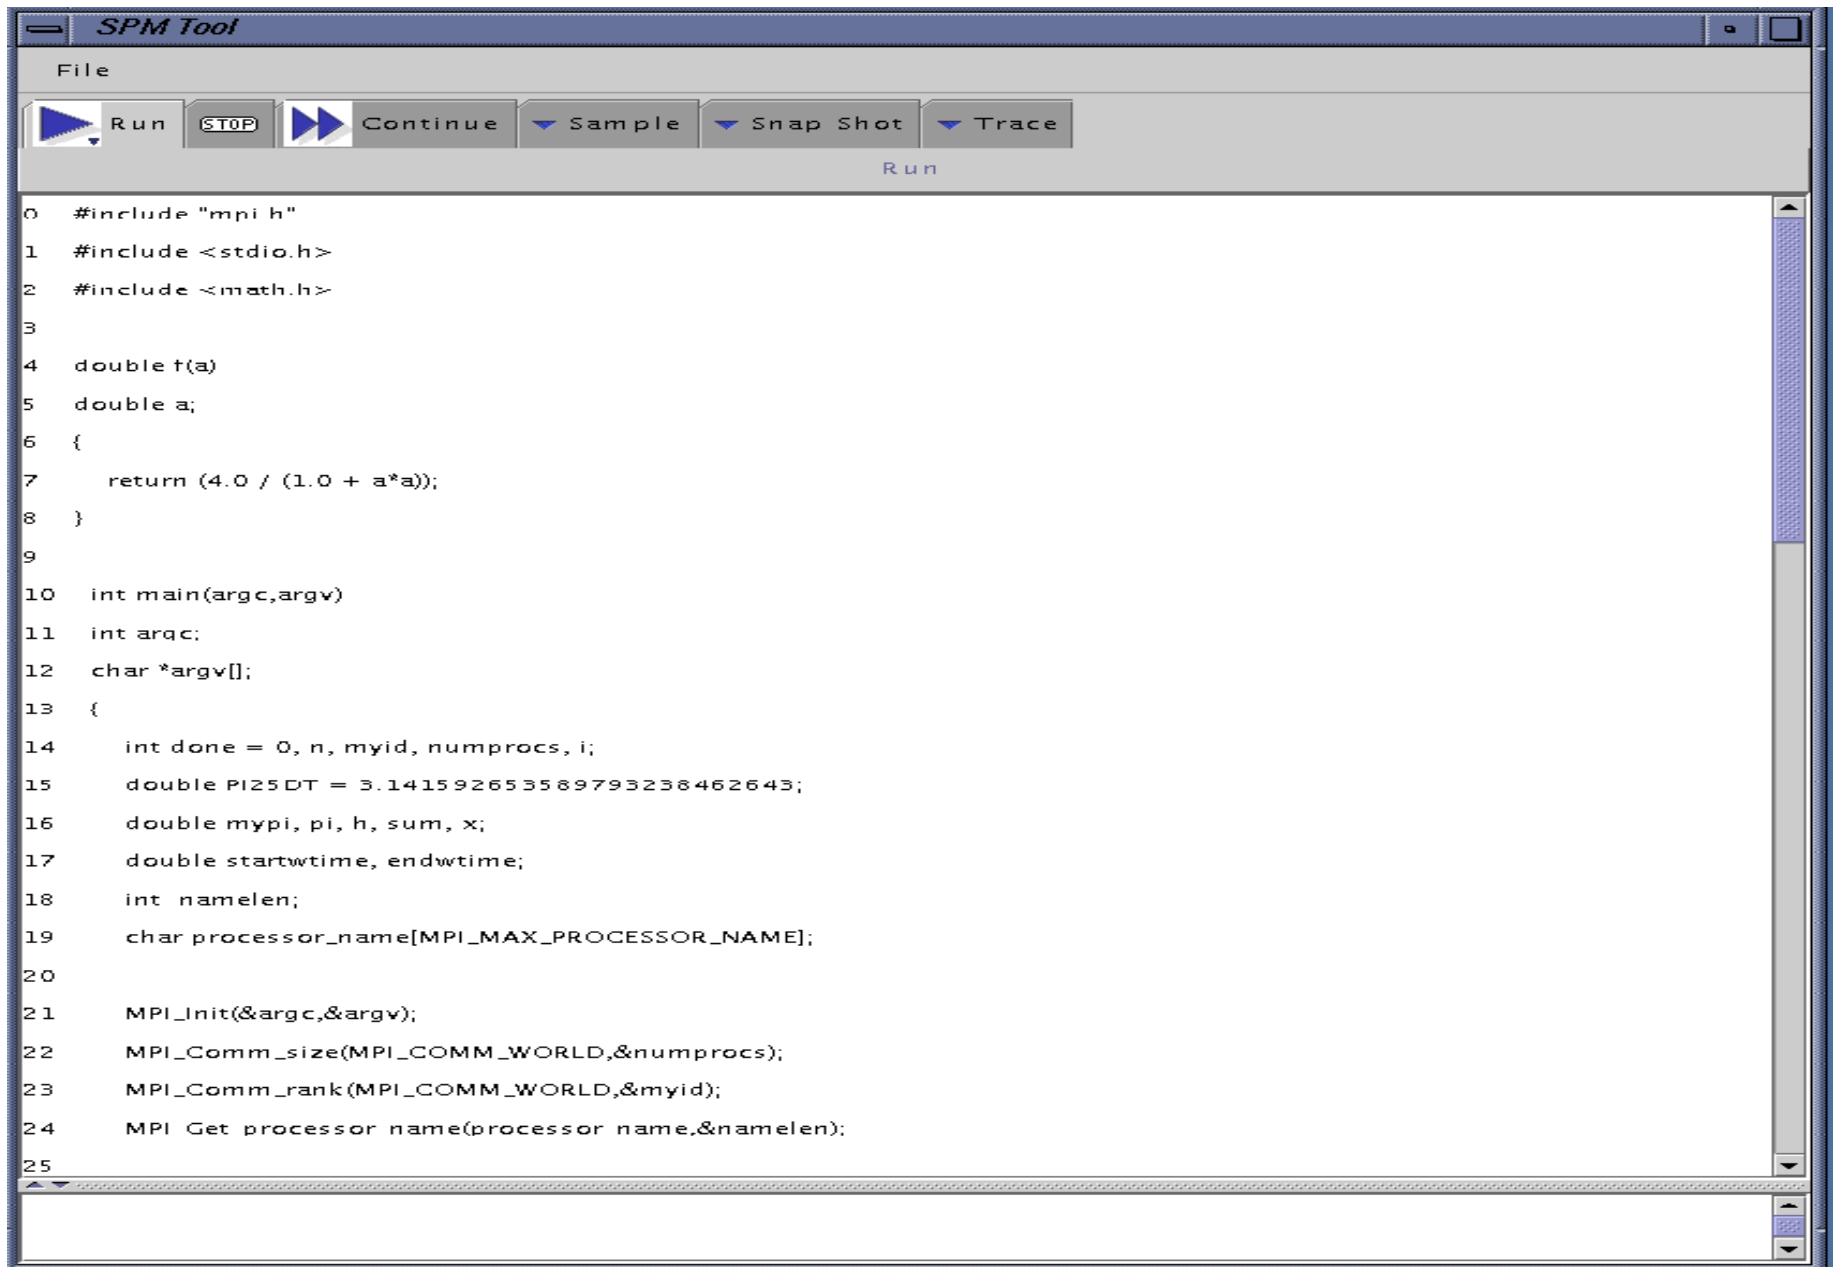 SPM Tool
File
Run STOP Continue Sample Snap Shot Trace
Run
0 #include "mpi.h"
1 #include <stdio.h>
2 #include <math.h>
3
4 double f(a)
5 double a;
6 {
7 return (4.0 / (1.0 + a*a));
8 }
9
10 int main(argc,argv)
11 int argc;
12 char *argv[];
13 {
14 int done = 0, n, myid, numprocs, i;
15 double PI25DT = 3.141592653589793238462643;
16 double mypi, pi, h, sum, x;
17 double startwtime, endwtime;
18 int namelen;
19 char processor_name[MPI_MAX_PROCESSOR_NAME];
20
21 MPI_Init(&argc,&argv);
22 MPI_Comm_size(MPI_COMM_WORLD,&numprocs);
23 MPI_Comm_rank(MPI_COMM_WORLD,&myid);
24 MPI_Get_processor_name(processor_name,&namelen);
25